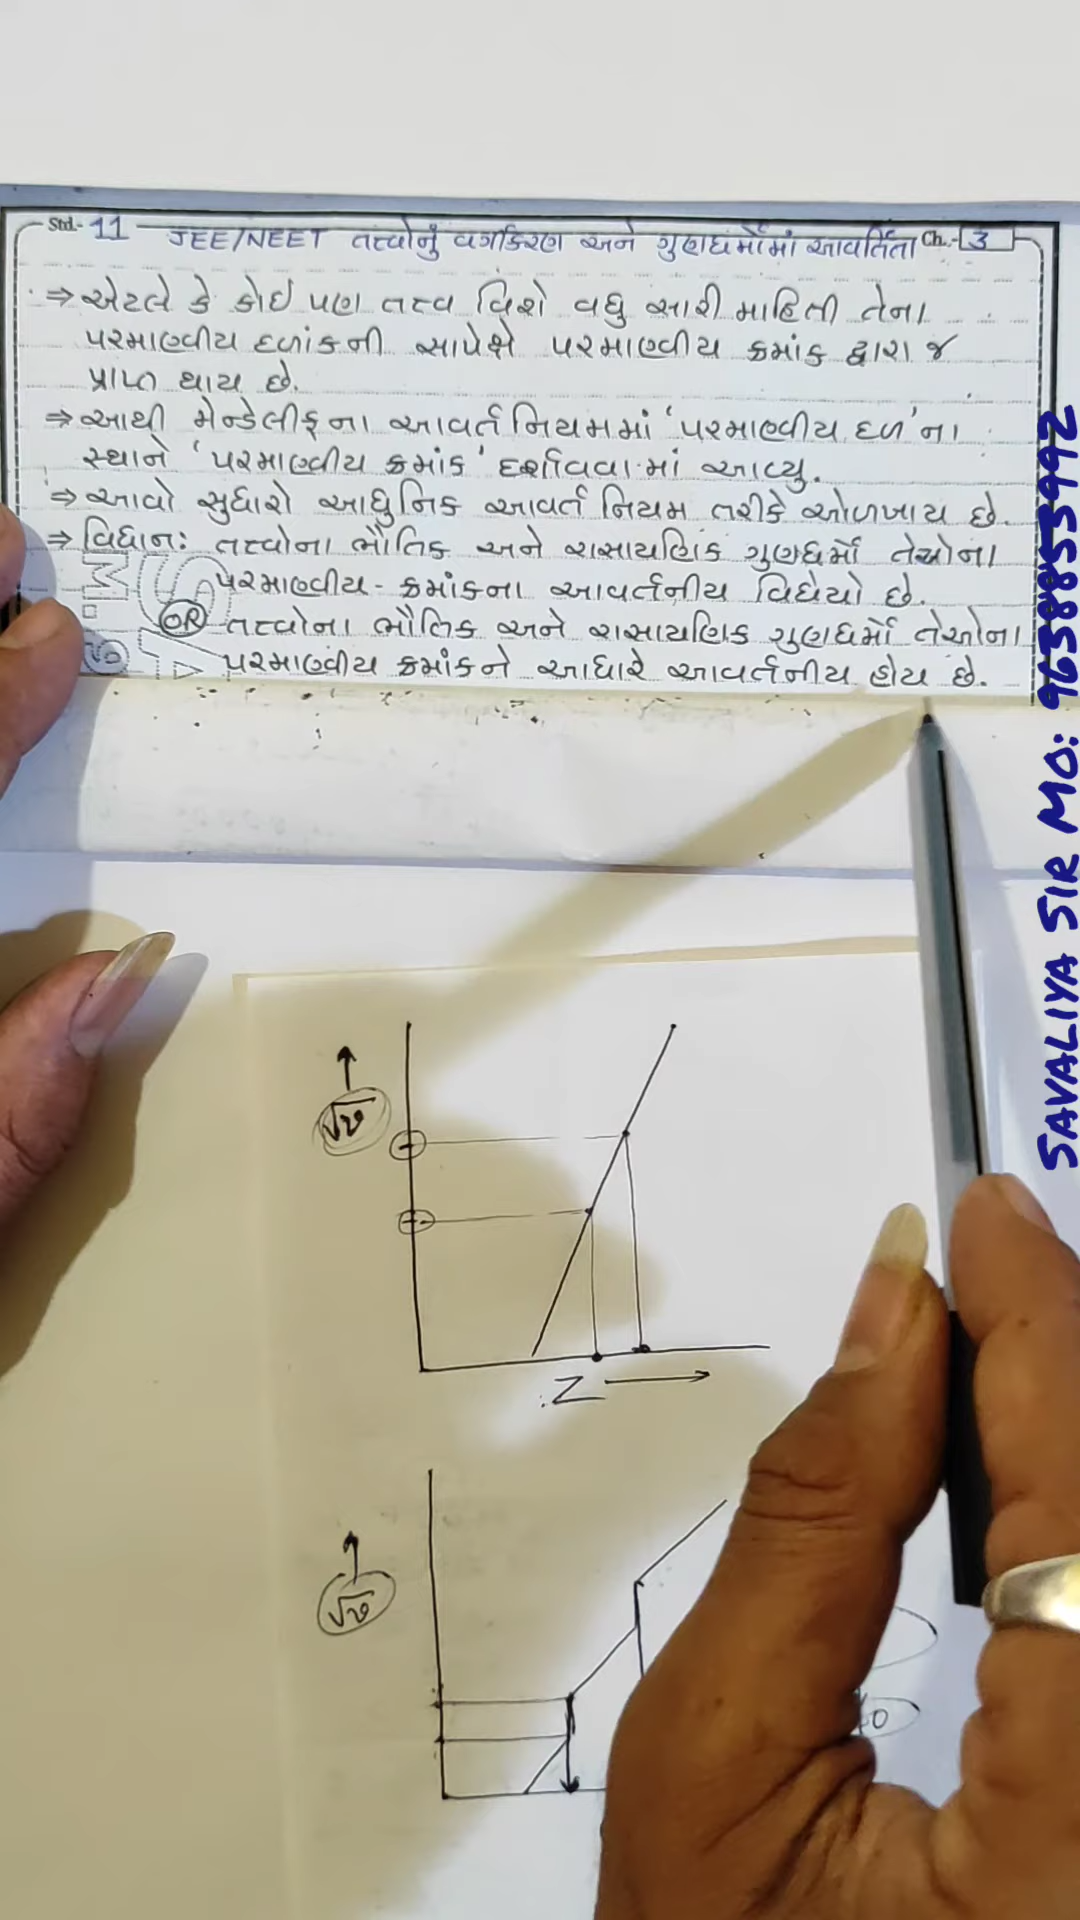 Std.- 11 JEE/NEET તત્ત્વોનું વર્ગીકરણ અને ગુણધર્મોમાં આવર્તિતા Ch.- 3
⇒ એટલે કે કોઈ પણ તત્ત્વ વિશે વધુ સારી માહિતી તેના
પરમાણ્વીય દળાંકની સાપેક્ષે પરમાણ્વીય ક્રમાંક દ્વારા જ
પ્રાપ્ત થાય છે.
⇒ આથી મેન્ડેલીફના આવર્ત નિયમમાં 'પરમાણ્વીય દળ'ના
સ્થાને 'પરમાણ્વીય ક્રમાંક' દર્શાવવામાં આવ્યુ.
⇒ આવો સુધારો આધુનિક આવર્ત નિયમ તરીકે ઓળખાય છે.
⇒ વિધાન: તત્ત્વોના ભૌતિક અને રાસાયણિક ગુણધર્મો તેઓના
પરમાણ્વીય-ક્રમાંકના આવર્તનીય વિધેયો છે.
OR તત્ત્વોના ભૌતિક અને રાસાયણિક ગુણધર્મો તેઓના
પરમાણ્વીય ક્રમાંકને આધારે આવર્તનીય હોય છે.
SAVALIYA SIR MO: 9638855992
√ν
Z
√ν